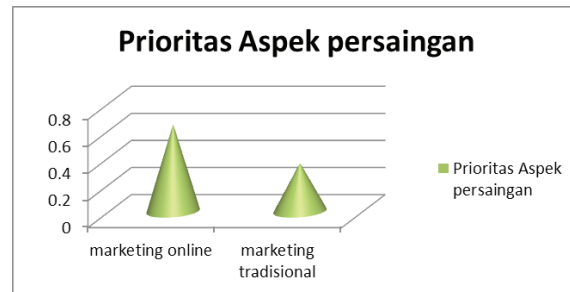 Prioritas Aspek persaingan
0.8
0.6
0.4
0.2
0
marketing online
marketing
tradisional
Prioritas Aspek
persaingan